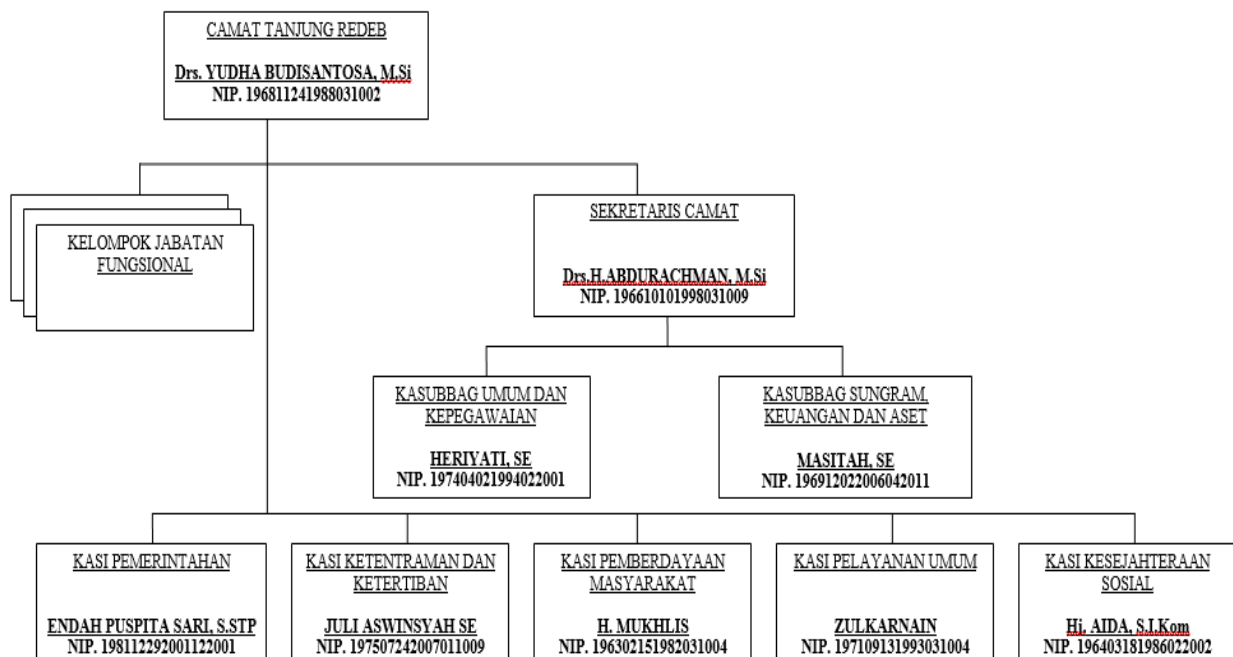 CAMAT TANJUNG REDEB
Drs. YUDHA BUDISANTOSA, M.Si
NIP. 196811241988031002
KELOMPOK JABATAN
FUNGSIONAL
SEKRETARIS CAMAT
Drs.H.ABDURACHMAN, M.Si
NIP. 196610101998031009
KASUBBAG UMUM DAN
KEPEGAWAIAN
HERIYATI, SE
NIP. 197404021994022001
KASUBBAG SUNGRAM,
KEUANGAN DAN ASET
MASITAH, SE
NIP. 196912022006042011
KASI PEMERINTAHAN
ENDAH PUSPITA SARI, S.STP
NIP. 198112292001122001
KASI KETENTRAMAN DAN
KETERTIBAN
JULI ASWINSYAH SE
NIP. 197507242007011009
KASI PEMBERDAYAAN
MASYARAKAT
H. MUKHLIS
NIP. 196302151982031004
KASI PELAYANAN UMUM
ZULKARNAIN
NIP. 197109131993031004
KASI KESEJAHTERAAN
SOSIAL
Hj. AIDA, S.I.Kom
NIP. 196403181986022002